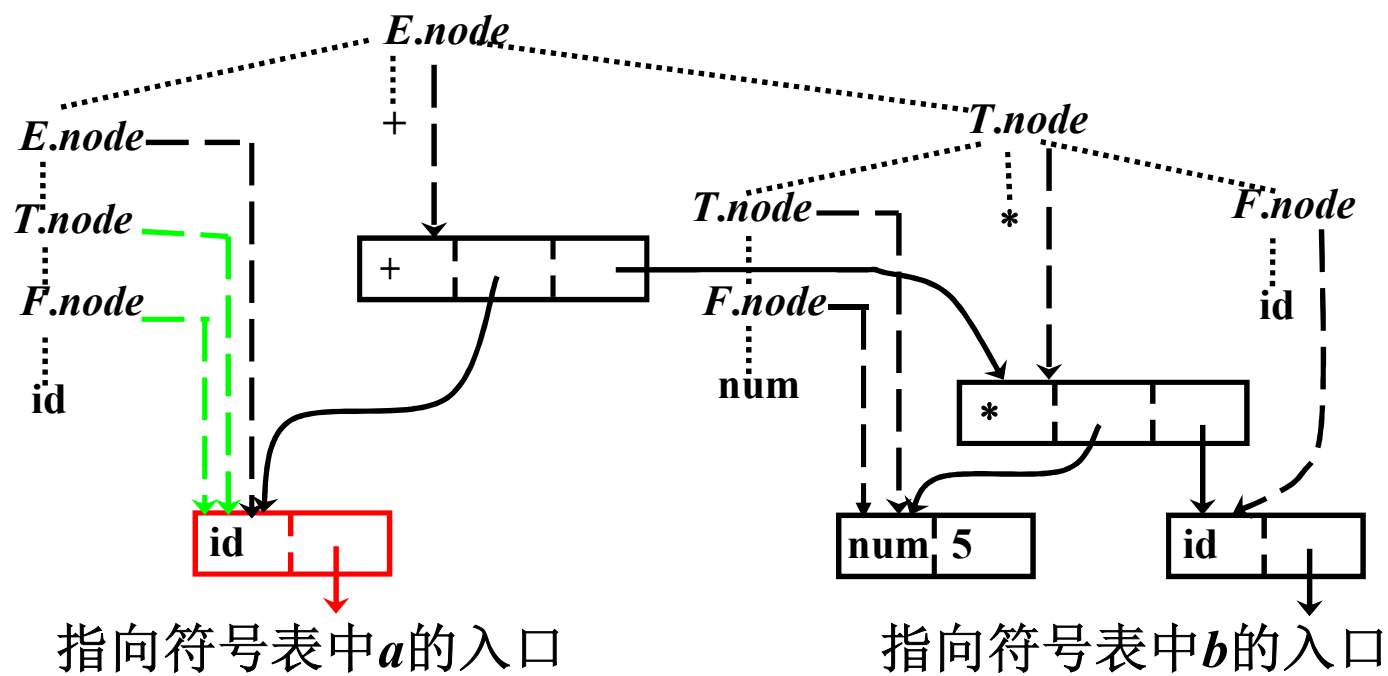 E.node
+
E.node
T.node
T.node
T.node
*
F.node
+
F.node
F.node
id
id
num
*
id
num 5
id
指向符号表中a的入口
指向符号表中b的入口